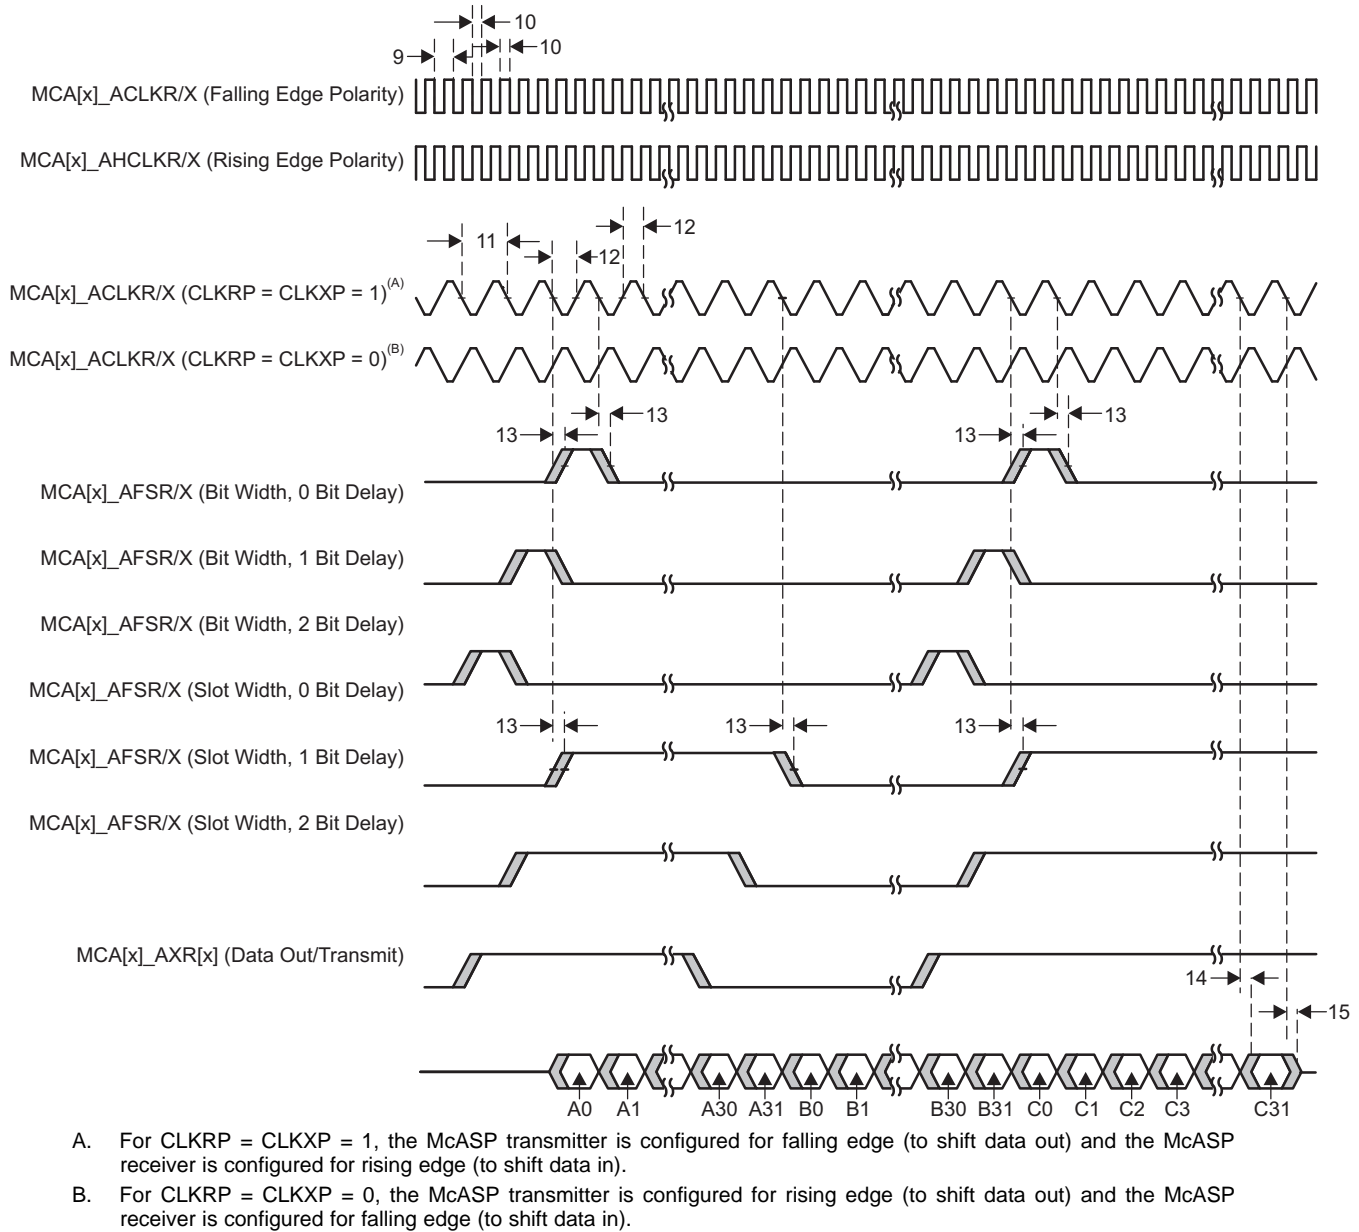 10
9
10
MCA[x]_ACLKR/X (Falling Edge Polarity)
MCA[x]_AHCLKR/X (Rising Edge Polarity)
12
11
12
MCA[x]_ACLKR/X (CLKRP = CLKXP = 1)(A)
MCA[x]_ACLKR/X (CLKRP = CLKXP = 0)(B)
13
13
13
13
MCA[x]_AFSR/X (Bit Width, 0 Bit Delay)
MCA[x]_AFSR/X (Bit Width, 1 Bit Delay)
MCA[x]_AFSR/X (Bit Width, 2 Bit Delay)
MCA[x]_AFSR/X (Slot Width, 0 Bit Delay)
13
13
13
MCA[x]_AFSR/X (Slot Width, 1 Bit Delay)
MCA[x]_AFSR/X (Slot Width, 2 Bit Delay)
MCA[x]_AXR[x] (Data Out/Transmit)
14
15
A0 A1 A30 A31 B0 B1 B30 B31 C0 C1 C2 C3 C31
A. For CLKRP = CLKXP = 1, the McASP transmitter is configured for falling edge (to shift data out) and the McASP
receiver is configured for rising edge (to shift data in).
B. For CLKRP = CLKXP = 0, the McASP transmitter is configured for rising edge (to shift data out) and the McASP
receiver is configured for falling edge (to shift data in).